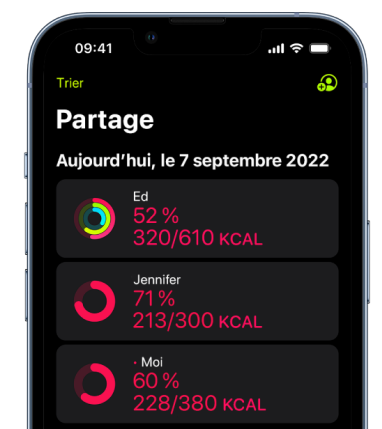 09:41
Trier
Partage
Aujourd’hui, le 7 septembre 2022
Ed
52 %
320/610 KCAL
Jennifer
71 %
213/300 KCAL
• Moi
60 %
228/380 KCAL